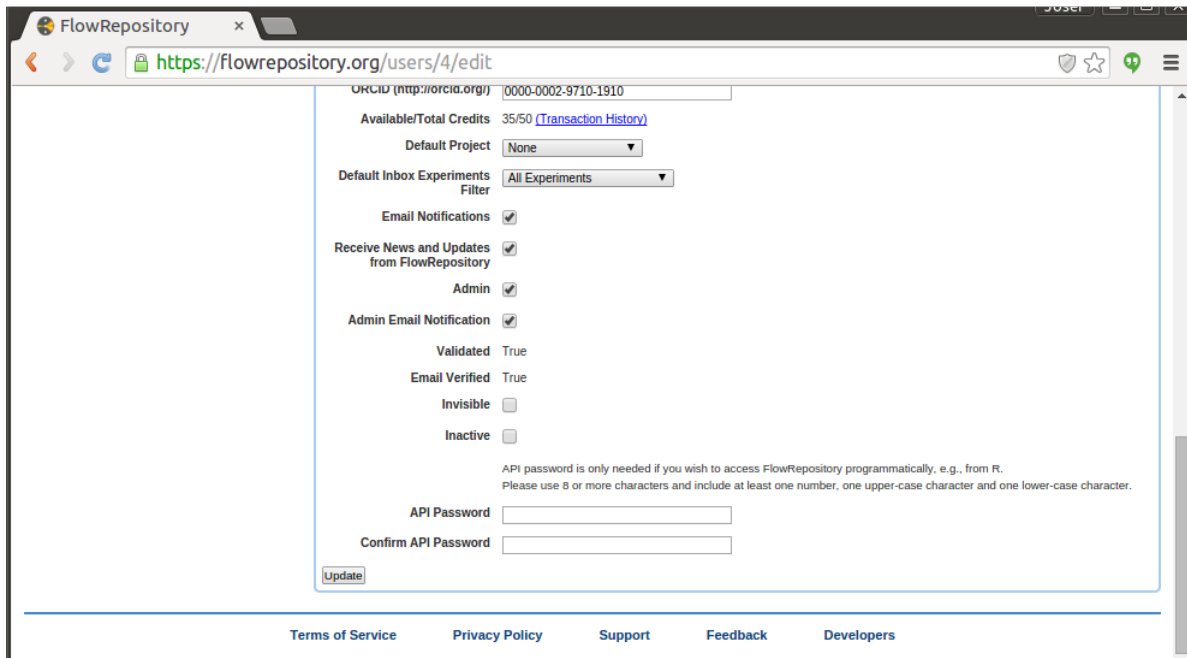 FlowRepository ×
https://flowrepository.org/users/4/edit
ORCID (http://orcid.org/) 0000-0002-9710-1910
Available/Total Credits 35/50 (Transaction History)
Default Project None
Default Inbox Experiments
Filter All Experiments
Email Notifications
Receive News and Updates
from FlowRepository
Admin
Admin Email Notification
Validated True
Email Verified True
Invisible
Inactive
API password is only needed if you wish to access FlowRepository programmatically, e.g., from R.
Please use 8 or more characters and include at least one number, one upper-case character and one lower-case character.
API Password
Confirm API Password
Update
Terms of Service Privacy Policy Support Feedback Developers